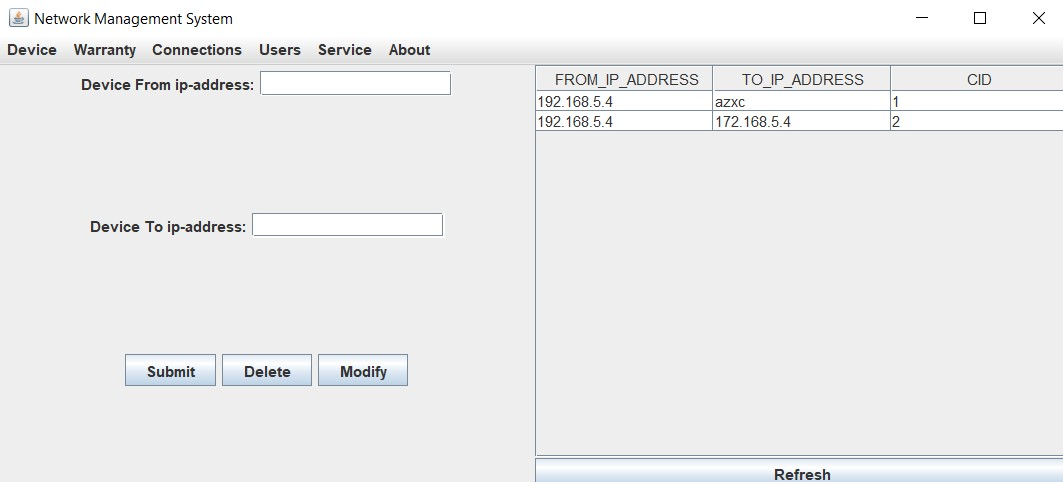 Network Management System
Device Warranty Connections Users Service About
Device From ip-address:
Device To ip-address:
Submit Delete Modify
FROM_IP_ADDRESS TO_IP_ADDRESS CID
192.168.5.4 azxc 1
192.168.5.4 172.168.5.4 2
Refresh